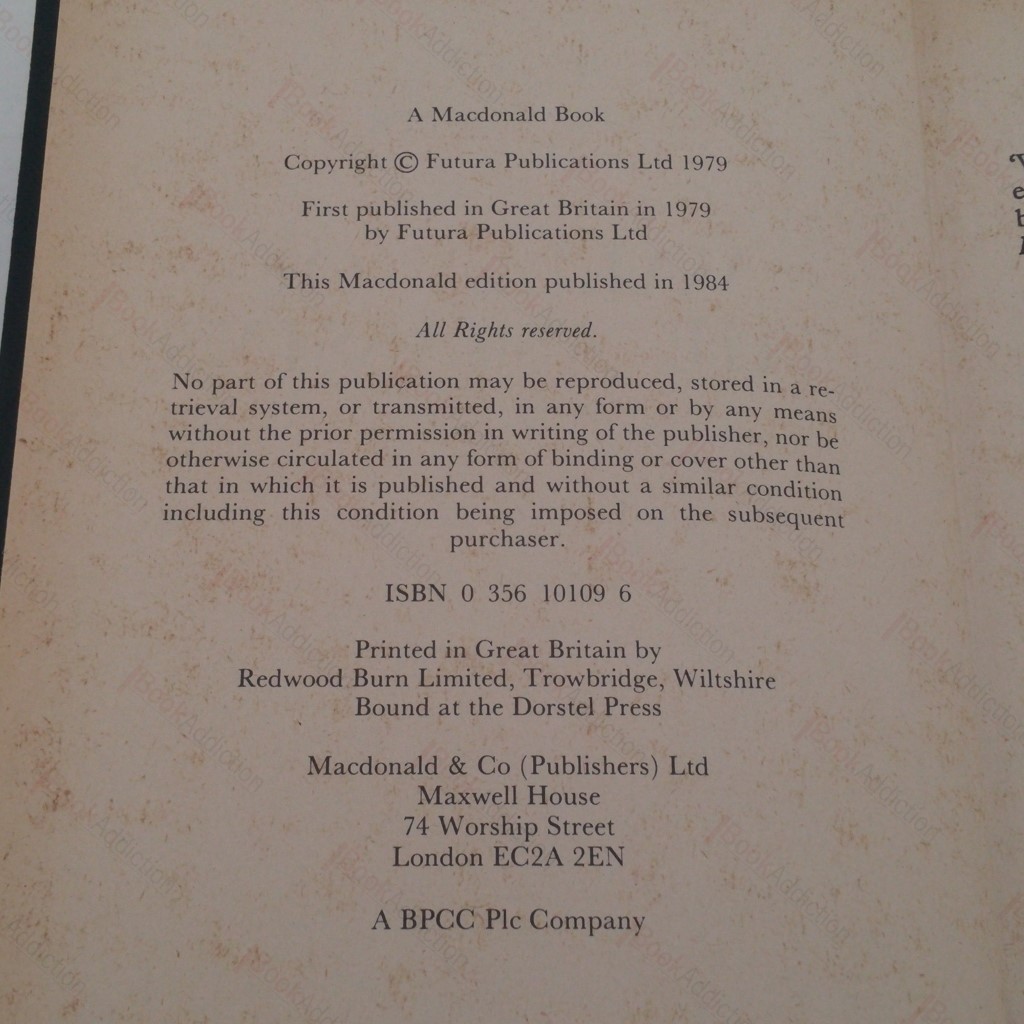 A Macdonald Book
Copyright © Futura Publications Ltd 1979
First published in Great Britain in 1979
by Futura Publications Ltd
This Macdonald edition published in 1984
All Rights reserved.
No part of this publication may be reproduced, stored in a re-
trieval system, or transmitted, in any form or by any means
without the prior permission in writing of the publisher, nor be
otherwise circulated in any form of binding or cover other than
that in which it is published and without a similar condition
including this condition being imposed on the subsequent
purchaser.
ISBN 0 356 10109 6
Printed in Great Britain by
Redwood Burn Limited, Trowbridge, Wiltshire
Bound at the Dorstel Press
Macdonald & Co (Publishers) Ltd
Maxwell House
74 Worship Street
London EC2A 2EN
A BPCC Plc Company